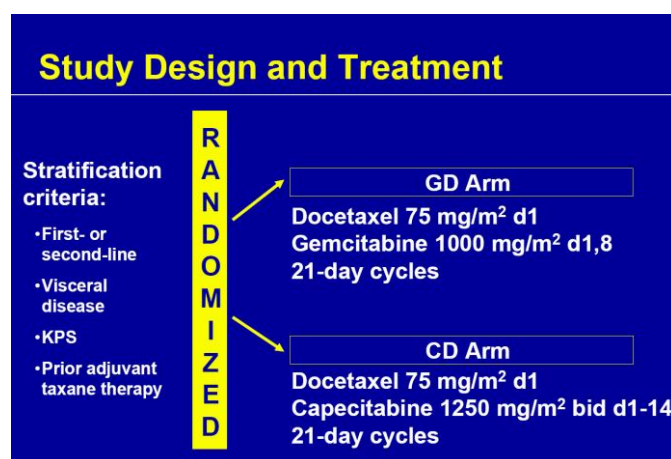 Study Design and Treatment
Stratification
criteria:
•First- or
second-line
•Visceral
disease
•KPS
•Prior adjuvant
taxane therapy
R
A
N
D
O
M
I
Z
E
D
GD Arm
Docetaxel 75 mg/m² d1
Gemcitabine 1000 mg/m² d1,8
21-day cycles
CD Arm
Docetaxel 75 mg/m² d1
Capecitabine 1250 mg/m² bid d1-14
21-day cycles